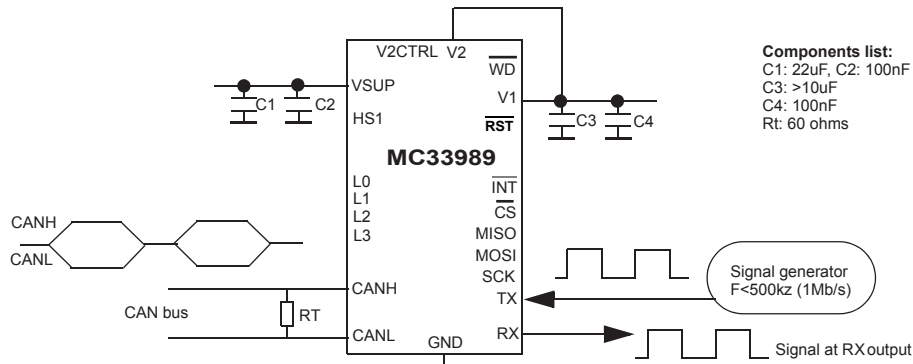 V2CTRL V2
WD
VSUP
C1
C2
V1
HS1
RST
C3
C4
MC33989
Components list:
C1: 22uF, C2: 100nF
C3: >10uF
C4: 100nF
Rt: 60 ohms
L0
L1
L2
L3
INT
CS
MISO
MOSI
SCK
TX
RX
CANH
CANL
CANH
CANL
GND
CAN bus
RT
Signal generator
F<500kz (1Mb/s)
Signal at RX output